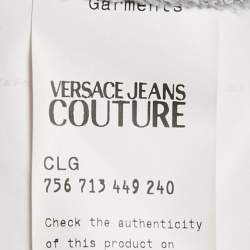 Garments
VERSACE JEANS
COUTURE
CLG
756 713 449 240
Check the authenticity
of this product on